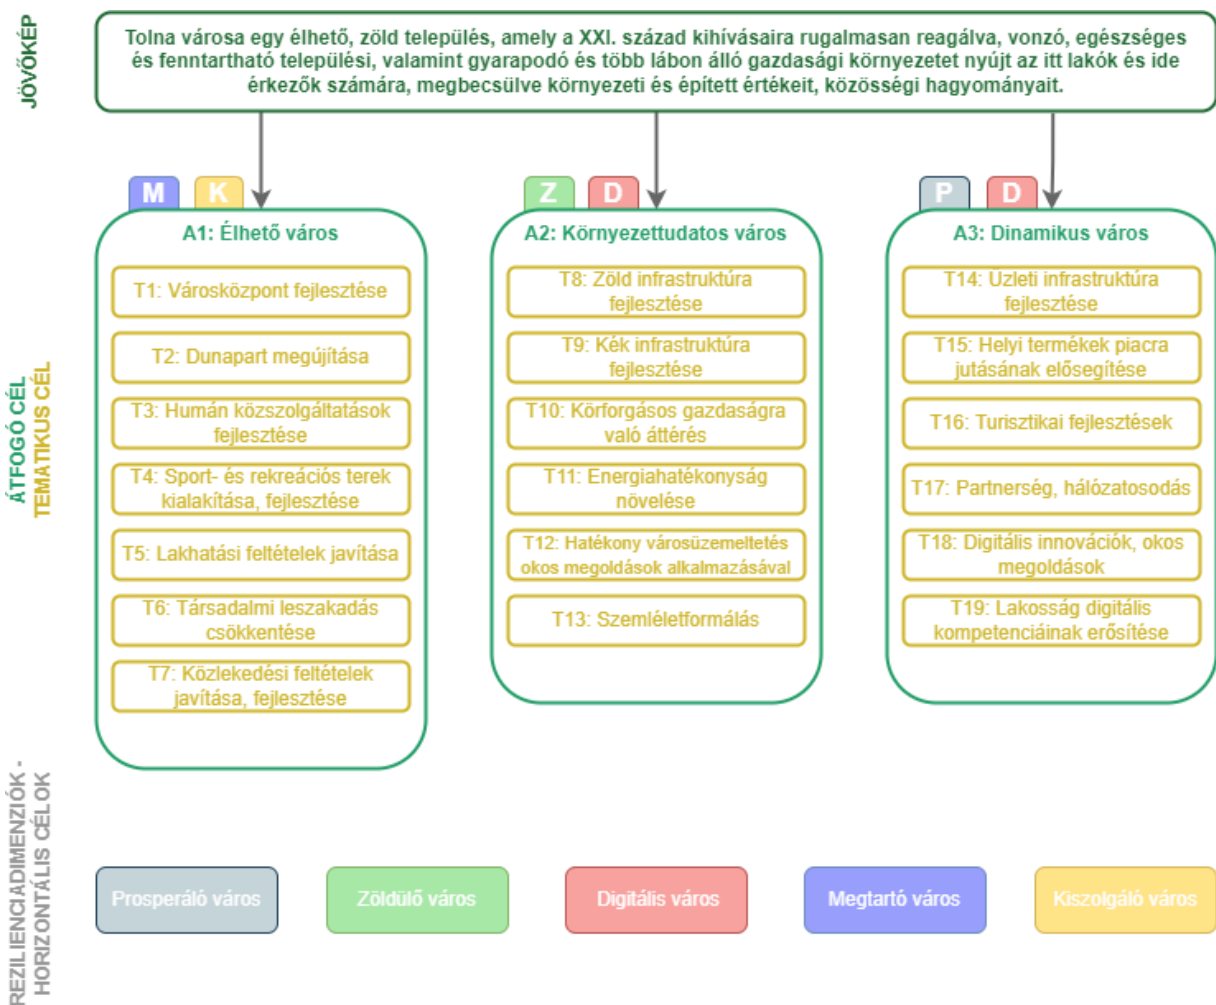 JÖVŐKÉP
Tolna városa egy élhető, zöld település, amely a XXI. század kihívásaira rugalmasan reagálva, vonzó, egészséges
és fenntartható települési, valamint gyarapodó és több lábon álló gazdasági környezetet nyújt az itt lakók és ide
érkezők számára, megbecsülve környezeti és épített értékeit, közösségi hagyományait.
ÁTFOGÓ CÉL
TEMATIKUS CÉL
M K
A1: Élhető város
T1: Városközpont fejlesztése
T2: Dunapart megújítása
T3: Humán közszolgáltatások
fejlesztése
T4: Sport- és rekreációs terek
kialakítása, fejlesztése
T5: Lakhatási feltételek javítása
T6: Társadalmi leszakadás
csökkentése
T7: Közlekedési feltételek
javítása, fejlesztése
Z D
A2: Környezettudatos város
T8: Zöld infrastruktúra
fejlesztése
T9: Kék infrastruktúra
fejlesztése
T10: Körforgásos gazdaságra
való áttérés
T11: Energiahatékonyság
növelése
T12: Hatékony városüzemeltetés
okos megoldások alkalmazásával
T13: Szemléletformálás
P D
A3: Dinamikus város
T14: Üzleti infrastruktúra
fejlesztése
T15: Helyi termékek piacra
jutásának elősegítése
T16: Turisztikai fejlesztések
T17: Partnerség, hálózatosodás
T18: Digitális innovációk, okos
megoldások
T19: Lakosság digitális
kompetenciáinak erősítése
REZILIENCIADIMENZIÓK -
HORIZONTÁLIS CÉLOK
Prosperáló város
Zöldülő város
Digitális város
Megtartó város
Kiszolgáló város